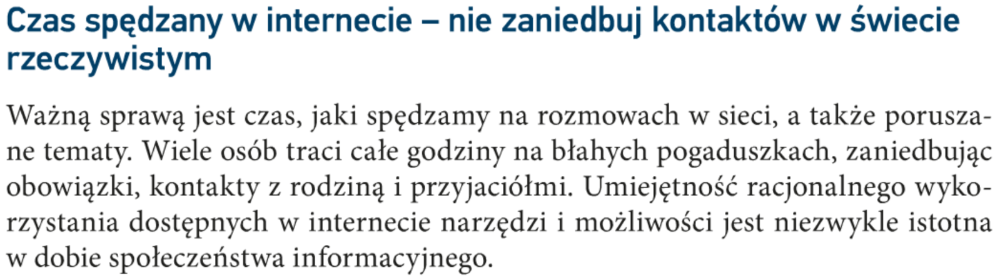 Czas spędzany w internecie – nie zaniedbuj kontaktów w świecie
rzeczywistym
Ważną sprawą jest czas, jaki spędzamy na rozmowach w sieci, a także porusza-
ne tematy. Wiele osób traci całe godziny na błahych pogaduszkach, zaniedbując
obowiązki, kontakty z rodziną i przyjaciółmi. Umiejętność racjonalnego wyko-
rzystania dostępnych w internecie narzędzi i możliwości jest niezwykle istotna
w dobie społeczeństwa informacyjnego.